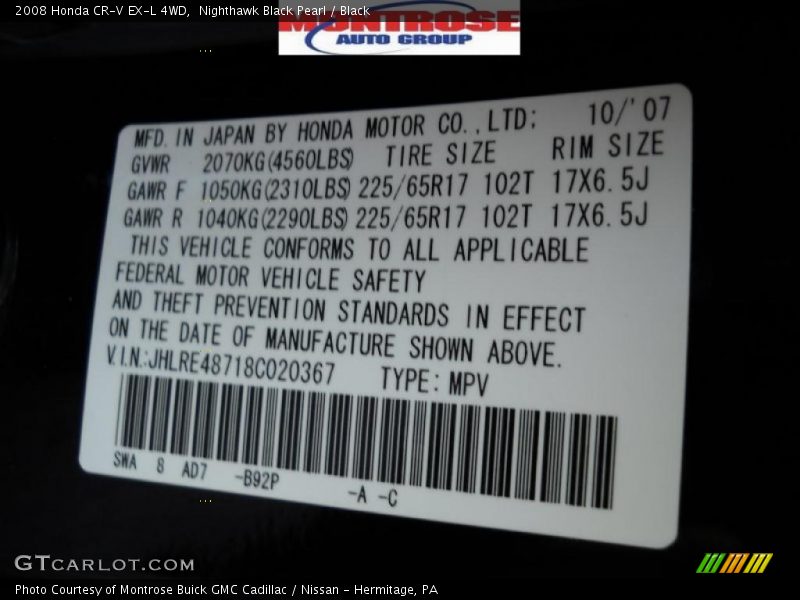 2008 Honda CR-V EX-L 4WD, Nighthawk Black Pearl / Black
MONTROSE
AUTO GROUP
MFD. IN JAPAN BY HONDA MOTOR CO.,LTD: 10/'07
GVWR 2070KG(4560LBS) TIRE SIZE RIM SIZE
GAWR F 1050KG(2310LBS) 225/65R17 102T 17X6.5J
GAWR R 1040KG(2290LBS) 225/65R17 102T 17X6.5J
THIS VEHICLE CONFORMS TO ALL APPLICABLE
FEDERAL MOTOR VEHICLE SAFETY
AND THEFT PREVENTION STANDARDS IN EFFECT
ON THE DATE OF MANUFACTURE SHOWN ABOVE.
V.I.N.:JHLRE48718C020367 TYPE: MPV
SWA 8 AD7 -B92P -A -C
GTCARLOT.COM
Photo Courtesy of Montrose Buick GMC Cadillac / Nissan - Hermitage, PA